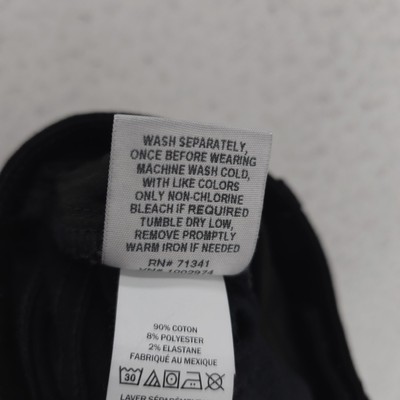 WASH SEPARATELY,
ONCE BEFORE WEARING
MACHINE WASH COLD,
WITH LIKE COLORS
ONLY NON-CHLORINE
BLEACH IF REQUIRED
TUMBLE DRY LOW,
REMOVE PROMPTLY
WARM IRON IF NEEDED
RN# 71341
90% COTON
8% POLYESTER
2% ELASTANE
FABRIQUÉ AU MEXIQUE
30
LAVER SÉPARÉMENT